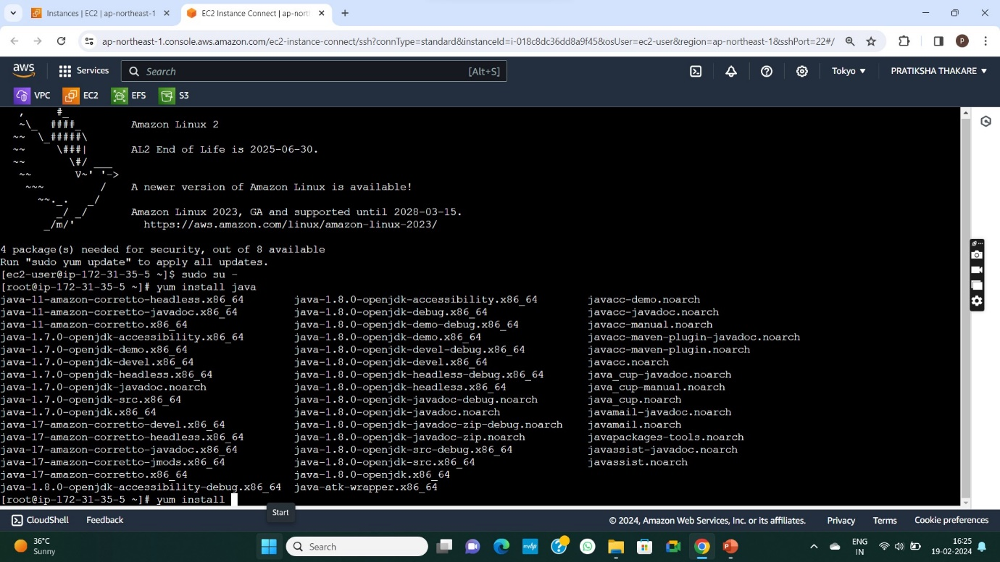 Instances | EC2 | ap-northeast-1
EC2 Instance Connect | ap-nort
ap-northeast-1.console.aws.amazon.com/ec2-instance-connect/ssh?connType=standard&instanceId=i-018c8dc36dd8a9f45&osUser=ec2-user&region=ap-northeast-1&sshPort=22#/
P
aws
Services
Search
[Alt+S]
Tokyo
PRATIKSHA THAKARE
VPC
EC2
EFS
S3
   ,     #_
   ~\_  ####_        Amazon Linux 2
  ~~  \_#####\
  ~~     \###|       AL2 End of Life is 2025-06-30.
  ~~       \#/ ___
   ~~       V~' '->
    ~~~         /    A newer version of Amazon Linux is available!
      ~~._.   _/
         _/ _/       Amazon Linux 2023, GA and supported until 2028-03-15.
       _/m/'           https://aws.amazon.com/linux/amazon-linux-2023/
4 package(s) needed for security, out of 8 available
Run "sudo yum update" to apply all updates.
[ec2-user@ip-172-31-35-5 ~]$ sudo su -
[root@ip-172-31-35-5 ~]# yum install java
java-11-amazon-corretto-headless.x86_64 java-1.8.0-openjdk-accessibility.x86_64 javacc-demo.noarch
java-11-amazon-corretto-javadoc.x86_64 java-1.8.0-openjdk-debug.x86_64 javacc-javadoc.noarch
java-11-amazon-corretto.x86_64 java-1.8.0-openjdk-demo-debug.x86_64 javacc-manual.noarch
java-1.7.0-openjdk-accessibility.x86_64 java-1.8.0-openjdk-demo.x86_64 javacc-maven-plugin-javadoc.noarch
java-1.7.0-openjdk-demo.x86_64 java-1.8.0-openjdk-devel-debug.x86_64 javacc-maven-plugin.noarch
java-1.7.0-openjdk-devel.x86_64 java-1.8.0-openjdk-devel.x86_64 javacc.noarch
java-1.7.0-openjdk-headless.x86_64 java-1.8.0-openjdk-headless-debug.x86_64 java_cup-javadoc.noarch
java-1.7.0-openjdk-javadoc.noarch java-1.8.0-openjdk-headless.x86_64 java_cup-manual.noarch
java-1.7.0-openjdk-src.x86_64 java-1.8.0-openjdk-javadoc-debug.noarch java_cup.noarch
java-1.7.0-openjdk.x86_64 java-1.8.0-openjdk-javadoc.noarch javamail-javadoc.noarch
java-17-amazon-corretto-devel.x86_64 java-1.8.0-openjdk-javadoc-zip-debug.noarch javamail.noarch
java-17-amazon-corretto-headless.x86_64 java-1.8.0-openjdk-javadoc-zip.noarch javapackages-tools.noarch
java-17-amazon-corretto-javadoc.x86_64 java-1.8.0-openjdk-src-debug.x86_64 javassist-javadoc.noarch
java-17-amazon-corretto-jmods.x86_64 java-1.8.0-openjdk-src.x86_64 javassist.noarch
java-17-amazon-corretto.x86_64 java-1.8.0-openjdk.x86_64
java-1.8.0-openjdk-accessibility-debug.x86_64 java-atk-wrapper.x86_64
[root@ip-172-31-35-5 ~]# yum install
Start
CloudShell
Feedback
© 2024, Amazon Web Services, Inc. or its affiliates.
Privacy
Terms
Cookie preferences
36°C
Sunny
Search
myhp
ENG
IN
16:25
19-02-2024